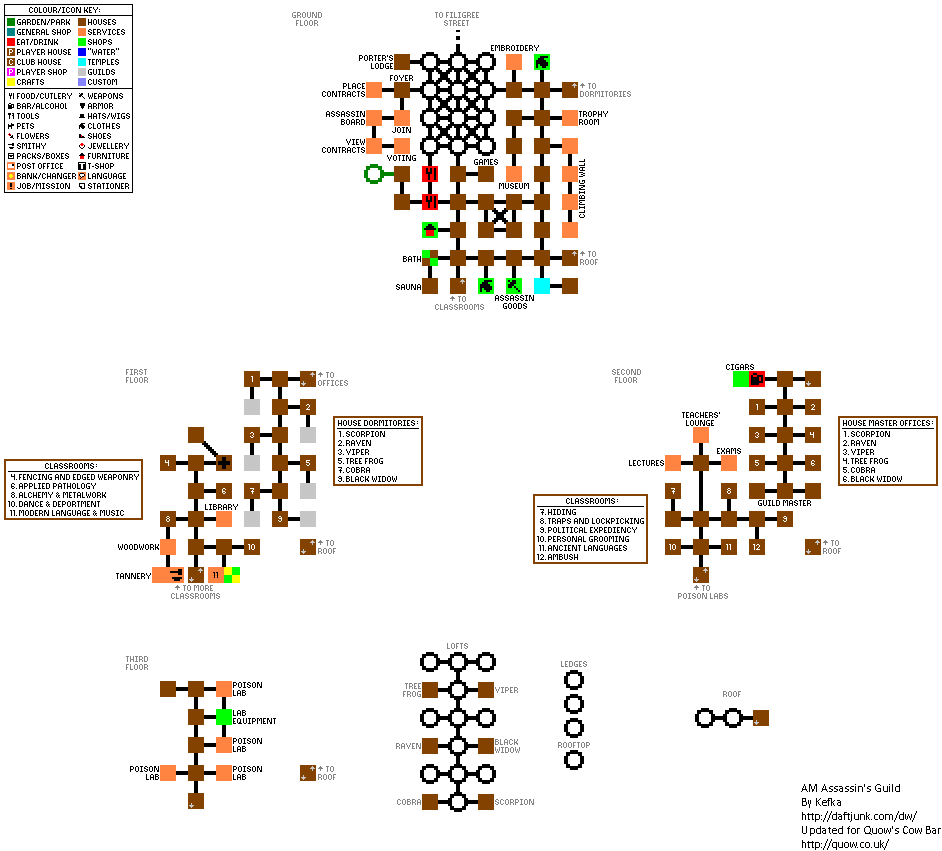 COLOUR/ICON KEY:
GARDEN/PARK
HOUSES
GENERAL SHOP
SERVICES
EAT/DRINK
SHOPS
P PLAYER HOUSE
"WATER"
C CLUB HOUSE
TEMPLES
P PLAYER SHOP
GUILDS
CRAFTS
CUSTOM
FOOD/CUTLERY
WEAPONS
BAR/ALCOHOL
ARMOR
TOOLS
HATS/WIGS
PETS
CLOTHES
FLOWERS
SHOES
SMITHY
JEWELLERY
PACKS/BOXES
FURNITURE
POST OFFICE
T T-SHOP
BANK/CHANGER
LANGUAGE
! JOB/MISSION
STATIONER
GROUND
FLOOR
TO FILIGREE
STREET
EMBROIDERY
PORTER'S
LODGE
FOYER
PLACE
CONTRACTS
TO
DORMITORIES
ASSASSIN
BOARD
JOIN
TROPHY
ROOM
VIEW
CONTRACTS
VOTING
GAMES
MUSEUM
CLIMBING WALL
BATH
TO
ROOF
SAUNA
TO
CLASSROOMS
ASSASSIN
GOODS
FIRST
FLOOR
1
TO
OFFICES
2
3
4
5
6
7
LIBRARY
8
9
WOODWORK
10
TO
ROOF
TANNERY
11
TO MORE
CLASSROOMS
HOUSE DORMITORIES:
1. SCORPION
2. RAVEN
3. VIPER
5. TREE FROG
7. COBRA
9. BLACK WIDOW
CLASSROOMS:
4. FENCING AND EDGED WEAPONRY
6. APPLIED PATHOLOGY
8. ALCHEMY & METALWORK
10. DANCE & DEPORTMENT
11. MODERN LANGUAGE & MUSIC
SECOND
FLOOR
CIGARS
1
2
TEACHERS'
LOUNGE
3
4
EXAMS
LECTURES
5
6
7
8
GUILD MASTER
9
10
11
12
TO
ROOF
TO
POISON LABS
HOUSE MASTER OFFICES:
1. SCORPION
2. RAVEN
3. VIPER
4. TREE FROG
5. COBRA
6. BLACK WIDOW
CLASSROOMS:
7. HIDING
8. TRAPS AND LOCKPICKING
9. POLITICAL EXPEDIENCY
10. PERSONAL GROOMING
11. ANCIENT LANGUAGES
12. AMBUSH
THIRD
FLOOR
POISON
LAB
LAB
EQUIPMENT
POISON
LAB
POISON
LAB
POISON
LAB
TO
ROOF
LOFTS
TREE
FROG
VIPER
RAVEN
BLACK
WIDOW
COBRA
SCORPION
LEDGES
ROOFTOP
ROOF
AM Assassin's Guild
By Kefka
http://daftjunk.com/dw/
Updated for Quow's Cow Bar
http://quow.co.uk/